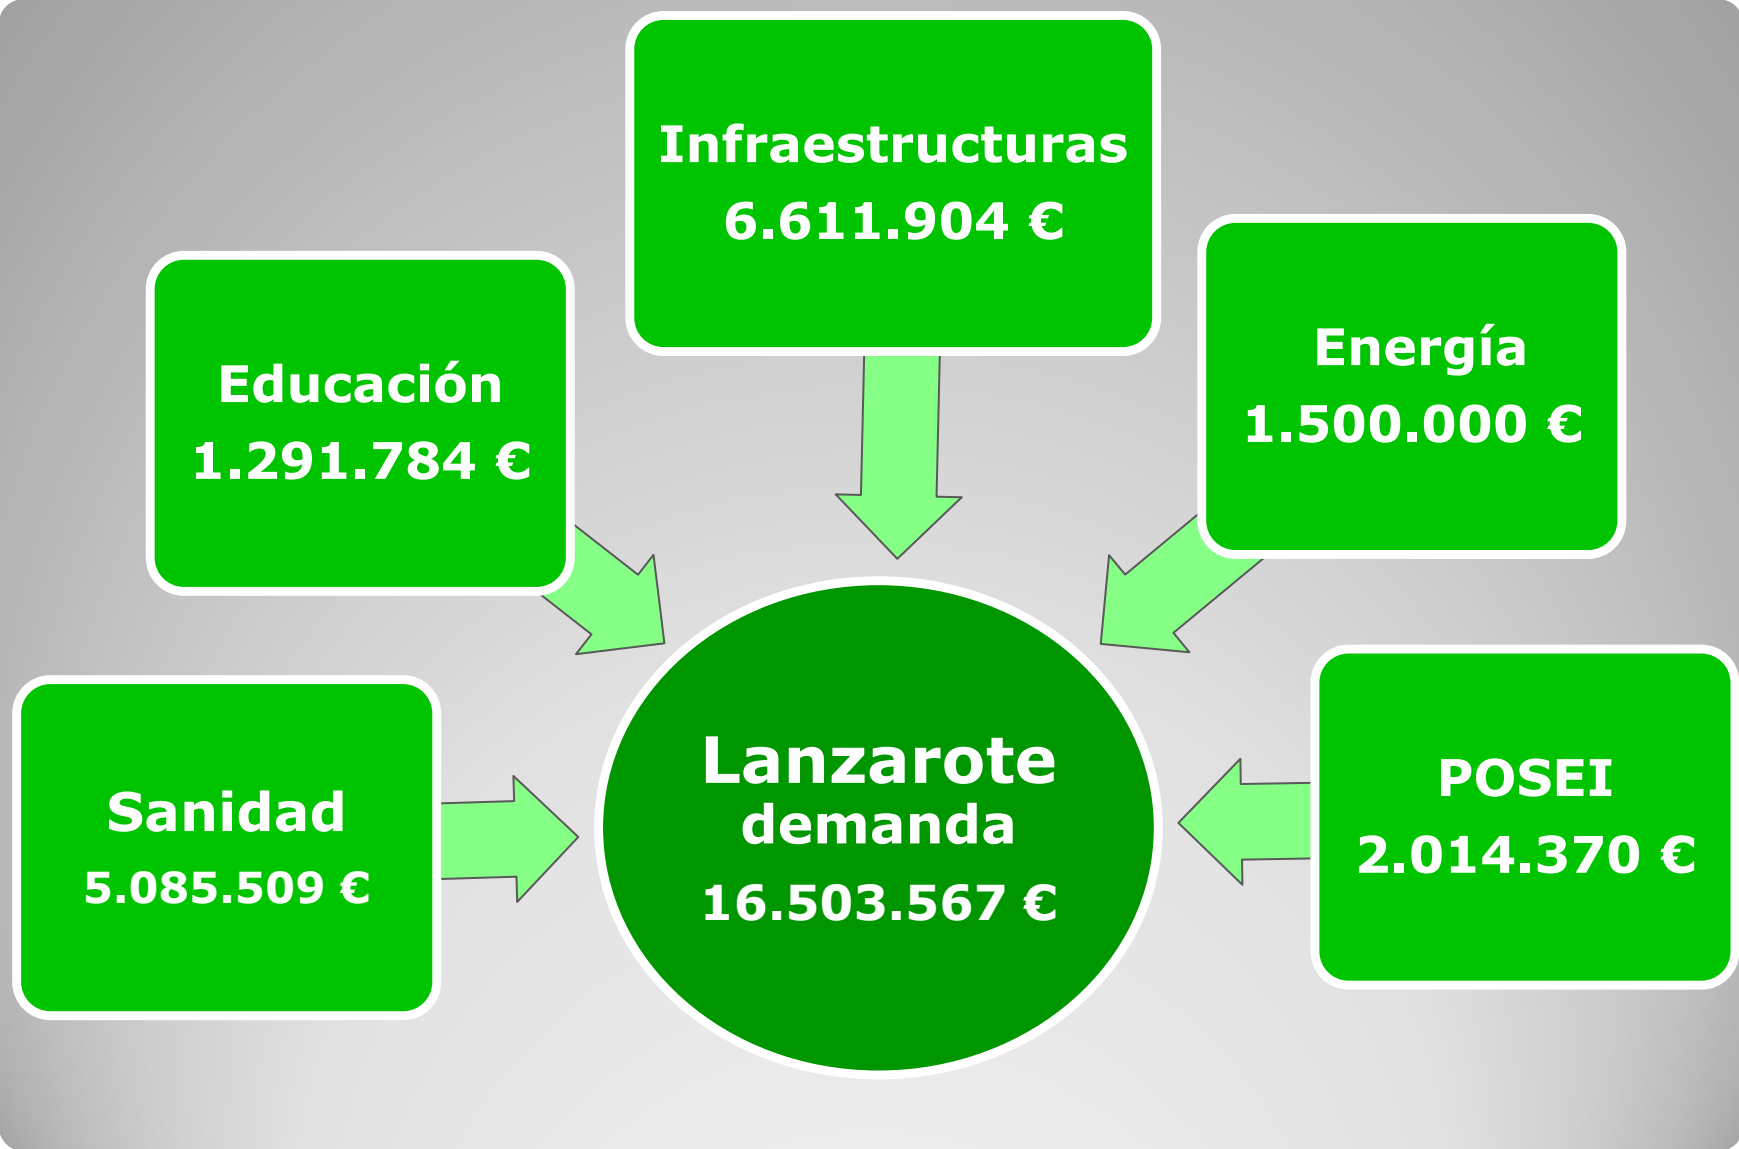 Infraestructuras
6.611.904 €
Educación
1.291.784 €
Energía
1.500.000 €
Sanidad
5.085.509 €
Lanzarote
demanda
16.503.567 €
POSEI
2.014.370 €